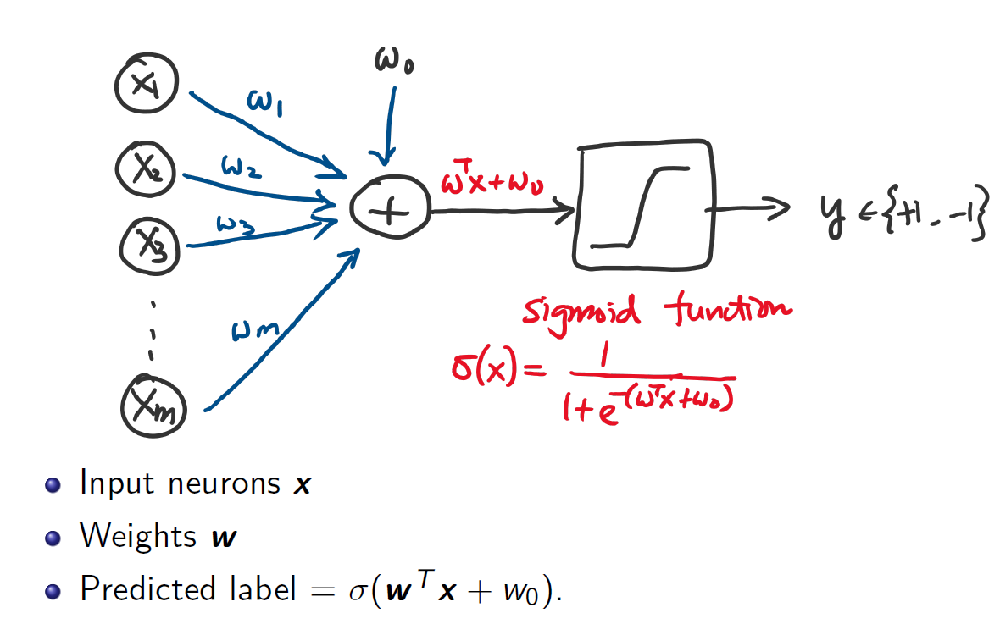 x₁
ω₁
ω₀
x₂
ω₂
x₃
ω₃
+
ωᵀx+ω₀
y ∈ {+1, -1}
xₘ
ωₘ
sigmoid function
σ(x) = 1 / (1+e^-(ωᵀx+ω₀))
• Input neurons x
• Weights w
• Predicted label = σ(wᵀx + w₀).